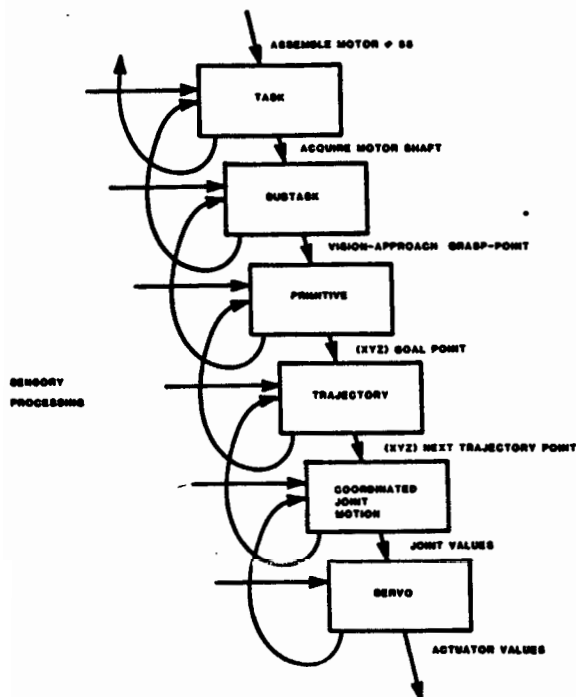 ASSEMBLE MOTOR # 56
TASK
ACQUIRE MOTOR SHAFT
SUBTASK
VISION-APPROACH GRASP-POINT
PRIMITIVE
(XYZ) GOAL POINT
SENSORY
PROCESSING
TRAJECTORY
(XYZ) NEXT TRAJECTORY POINT
COORDINATED
JOINT
MOTION
JOINT VALUES
SERVO
ACTUATOR VALUES